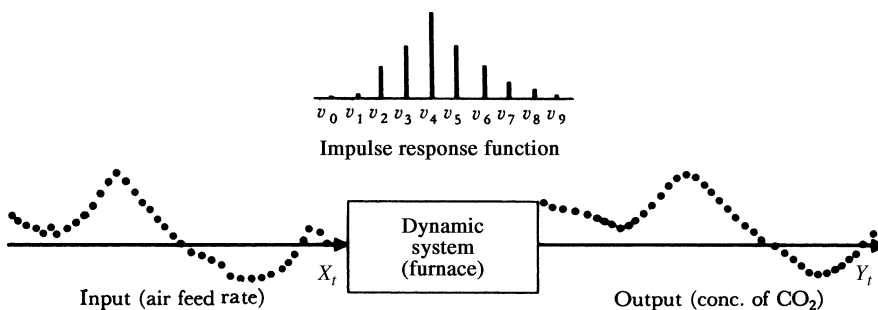 v₀ v₁ v₂ v₃ v₄ v₅ v₆ v₇ v₈ v₉
Impulse response function
Dynamic
system
(furnace)
Xₜ
Yₜ
Input (air feed rate)
Output (conc. of CO₂)